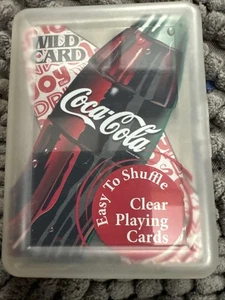 WILD
CARD
Coca-Cola
Easy To Shuffle
Clear
Playing
Cards